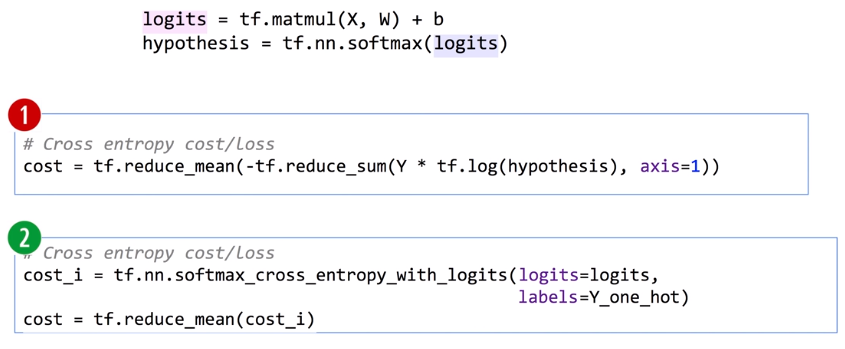 logits = tf.matmul(X, W) + b
hypothesis = tf.nn.softmax(logits)
1
# Cross entropy cost/loss
cost = tf.reduce_mean(-tf.reduce_sum(Y * tf.log(hypothesis), axis=1))
2
# Cross entropy cost/loss
cost_i = tf.nn.softmax_cross_entropy_with_logits(logits=logits,
labels=Y_one_hot)
cost = tf.reduce_mean(cost_i)